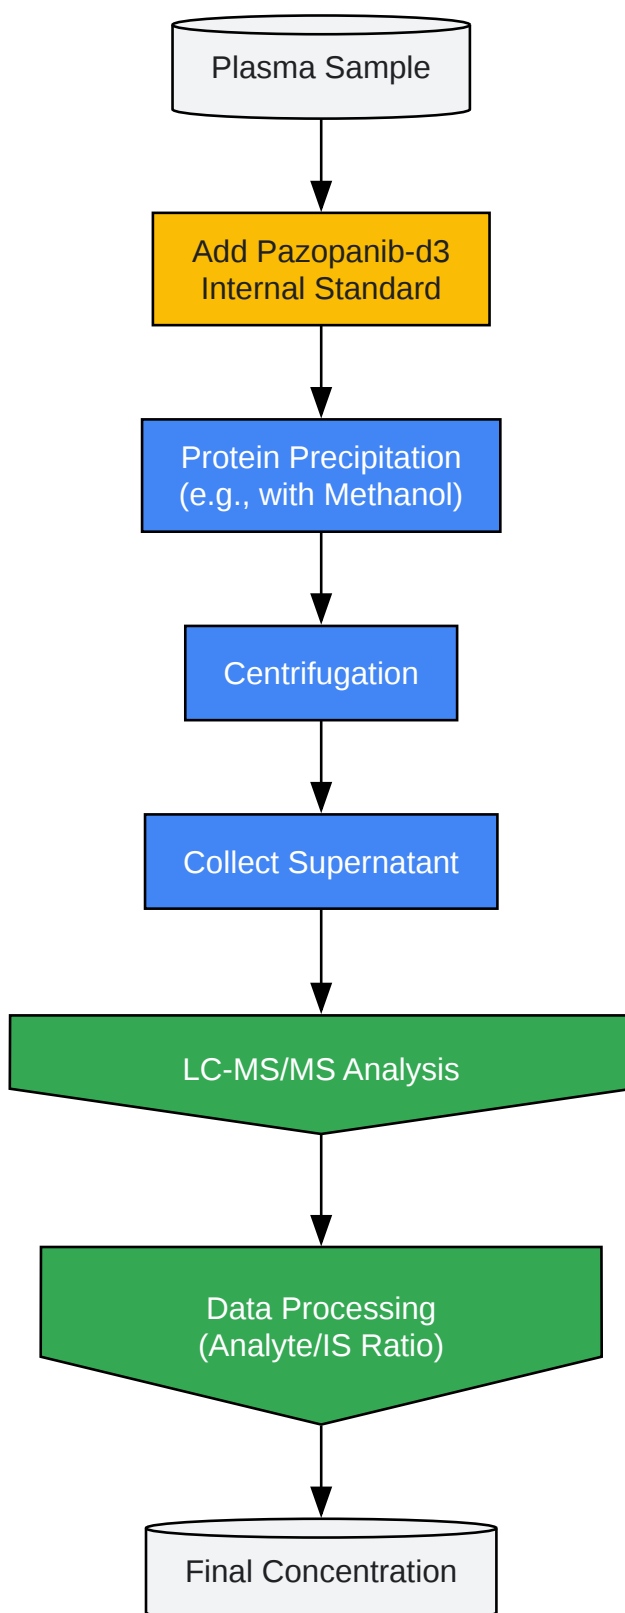 Plasma Sample
Add Pazopanib-d3
Internal Standard
Protein Precipitation
(e.g., with Methanol)
Centrifugation
Collect Supernatant
LC-MS/MS Analysis
Data Processing
(Analyte/IS Ratio)
Final Concentration